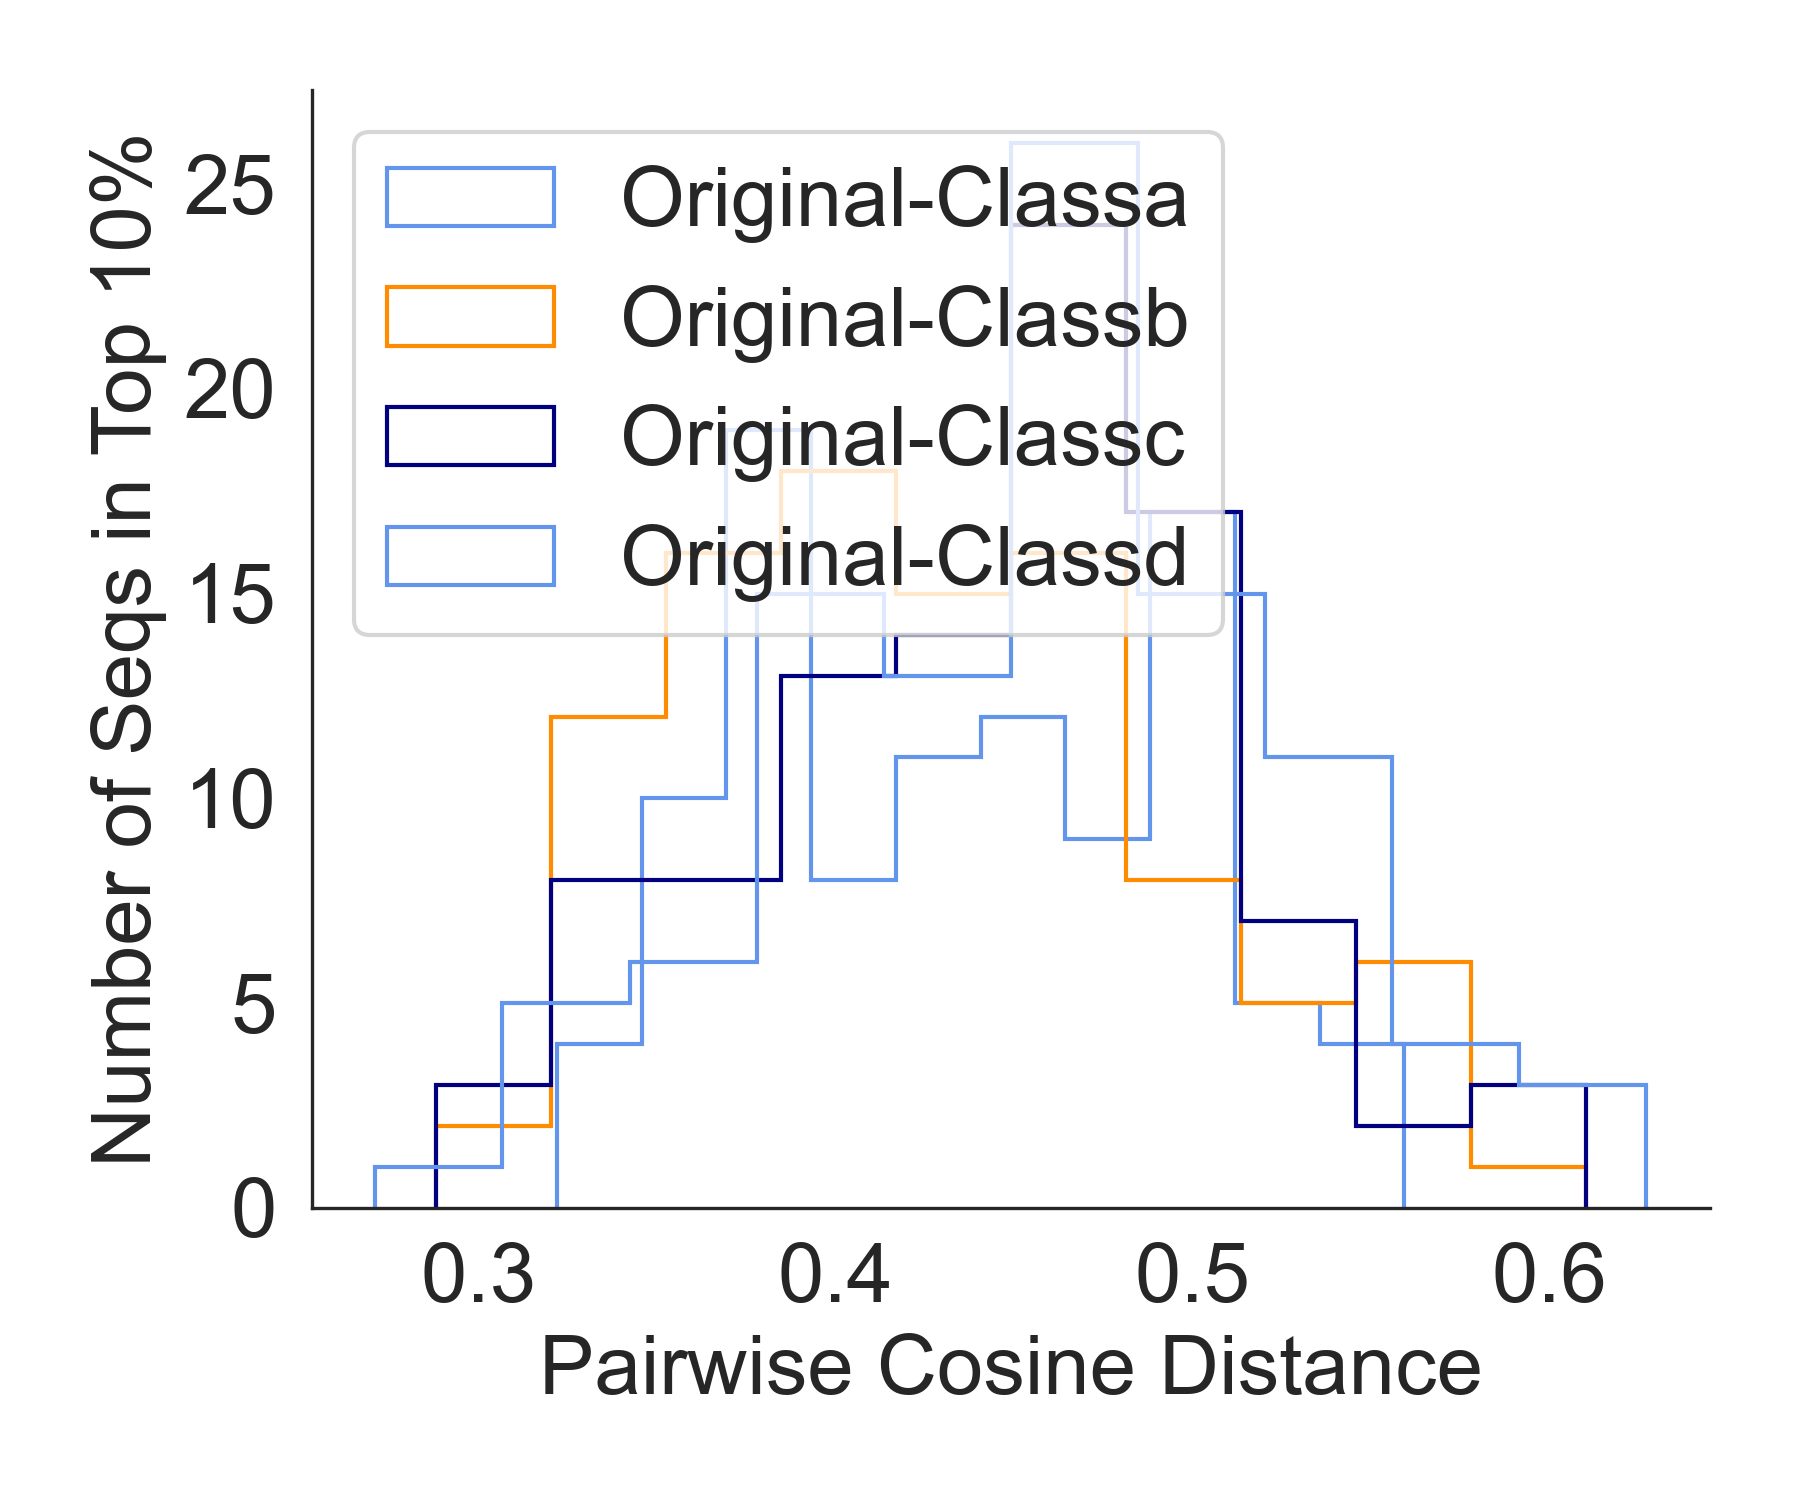 Number of Seqs in Top 10%
25
20
15
10
5
0
Original-Classa
Original-Classb
Original-Classc
Original-Classd
0.3 0.4 0.5 0.6
Pairwise Cosine Distance